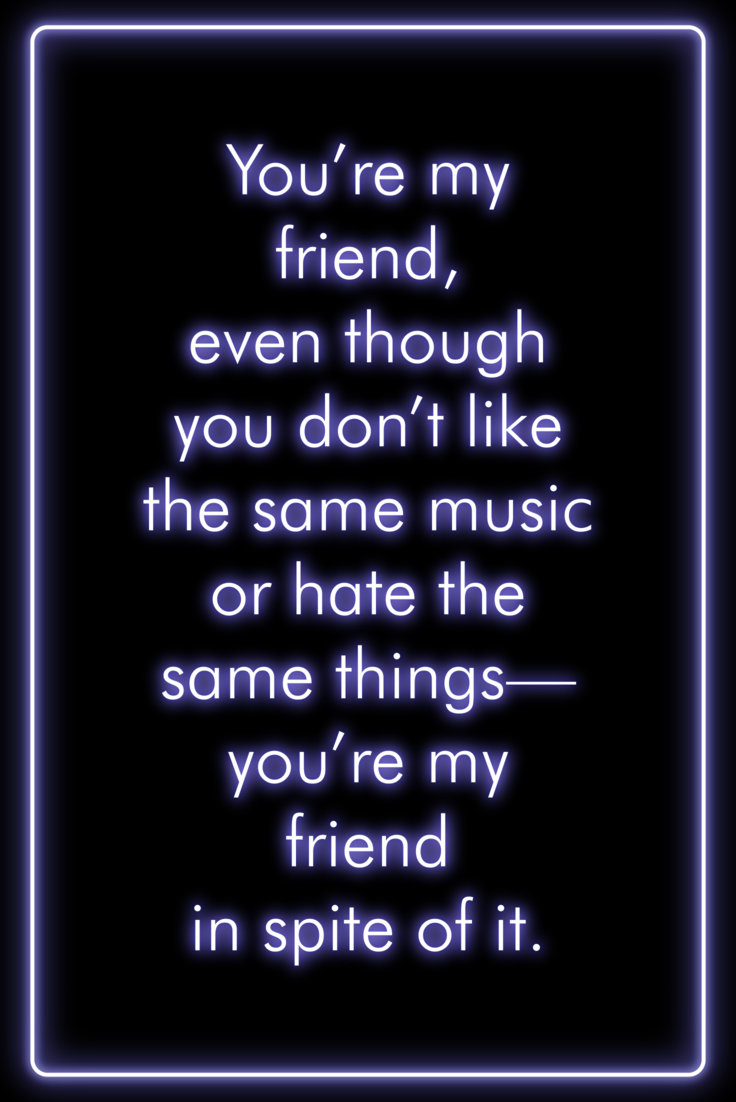 You’re my
friend,
even though
you don’t like
the same music
or hate the
same things—
you’re my
friend
in spite of it.